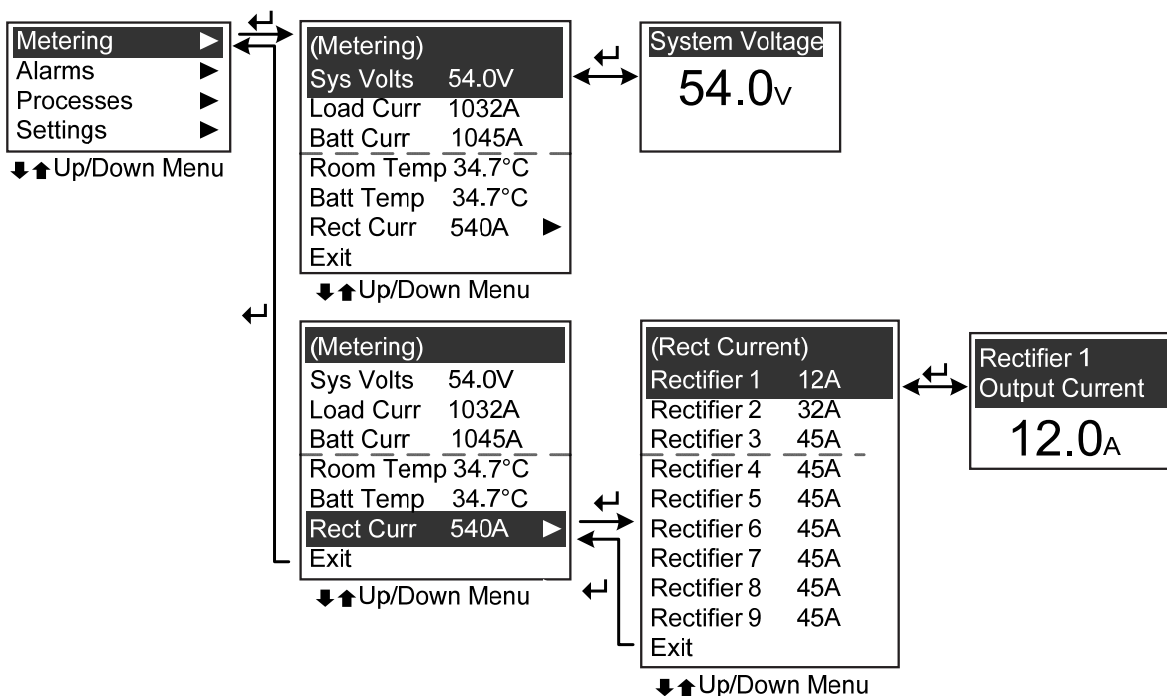 Metering ▶
Alarms ▶
Processes ▶
Settings ▶
Up/Down Menu
(Metering)
Sys Volts 54.0V
Load Curr 1032A
Batt Curr 1045A
Room Temp 34.7°C
Batt Temp 34.7°C
Rect Curr 540A ▶
Exit
Up/Down Menu
System Voltage
54.0V
(Metering)
Sys Volts 54.0V
Load Curr 1032A
Batt Curr 1045A
Room Temp 34.7°C
Batt Temp 34.7°C
Rect Curr 540A ▶
Exit
Up/Down Menu
(Rect Current)
Rectifier 1 12A
Rectifier 2 32A
Rectifier 3 45A
Rectifier 4 45A
Rectifier 5 45A
Rectifier 6 45A
Rectifier 7 45A
Rectifier 8 45A
Rectifier 9 45A
Exit
Up/Down Menu
Rectifier 1
Output Current
12.0A